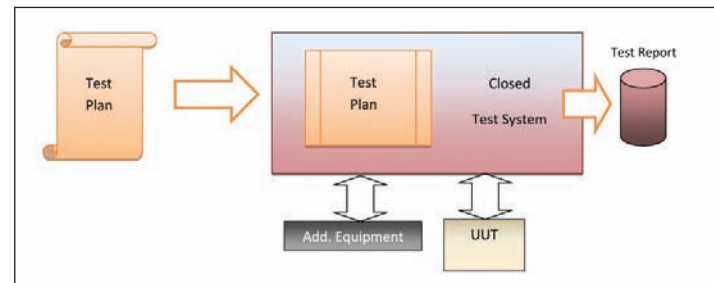 Test
Plan
Test
Plan
Closed
Test System
Test Report
Add. Equipment
UUT